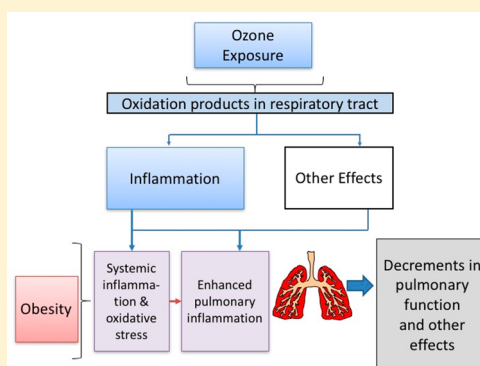 Ozone
Exposure
Oxidation products in respiratory tract
Inflammation
Other Effects
Obesity
Systemic
inflamma-
tion &
oxidative
stress
Enhanced
pulmonary
inflammation
Decrements in
pulmonary
function
and other
effects